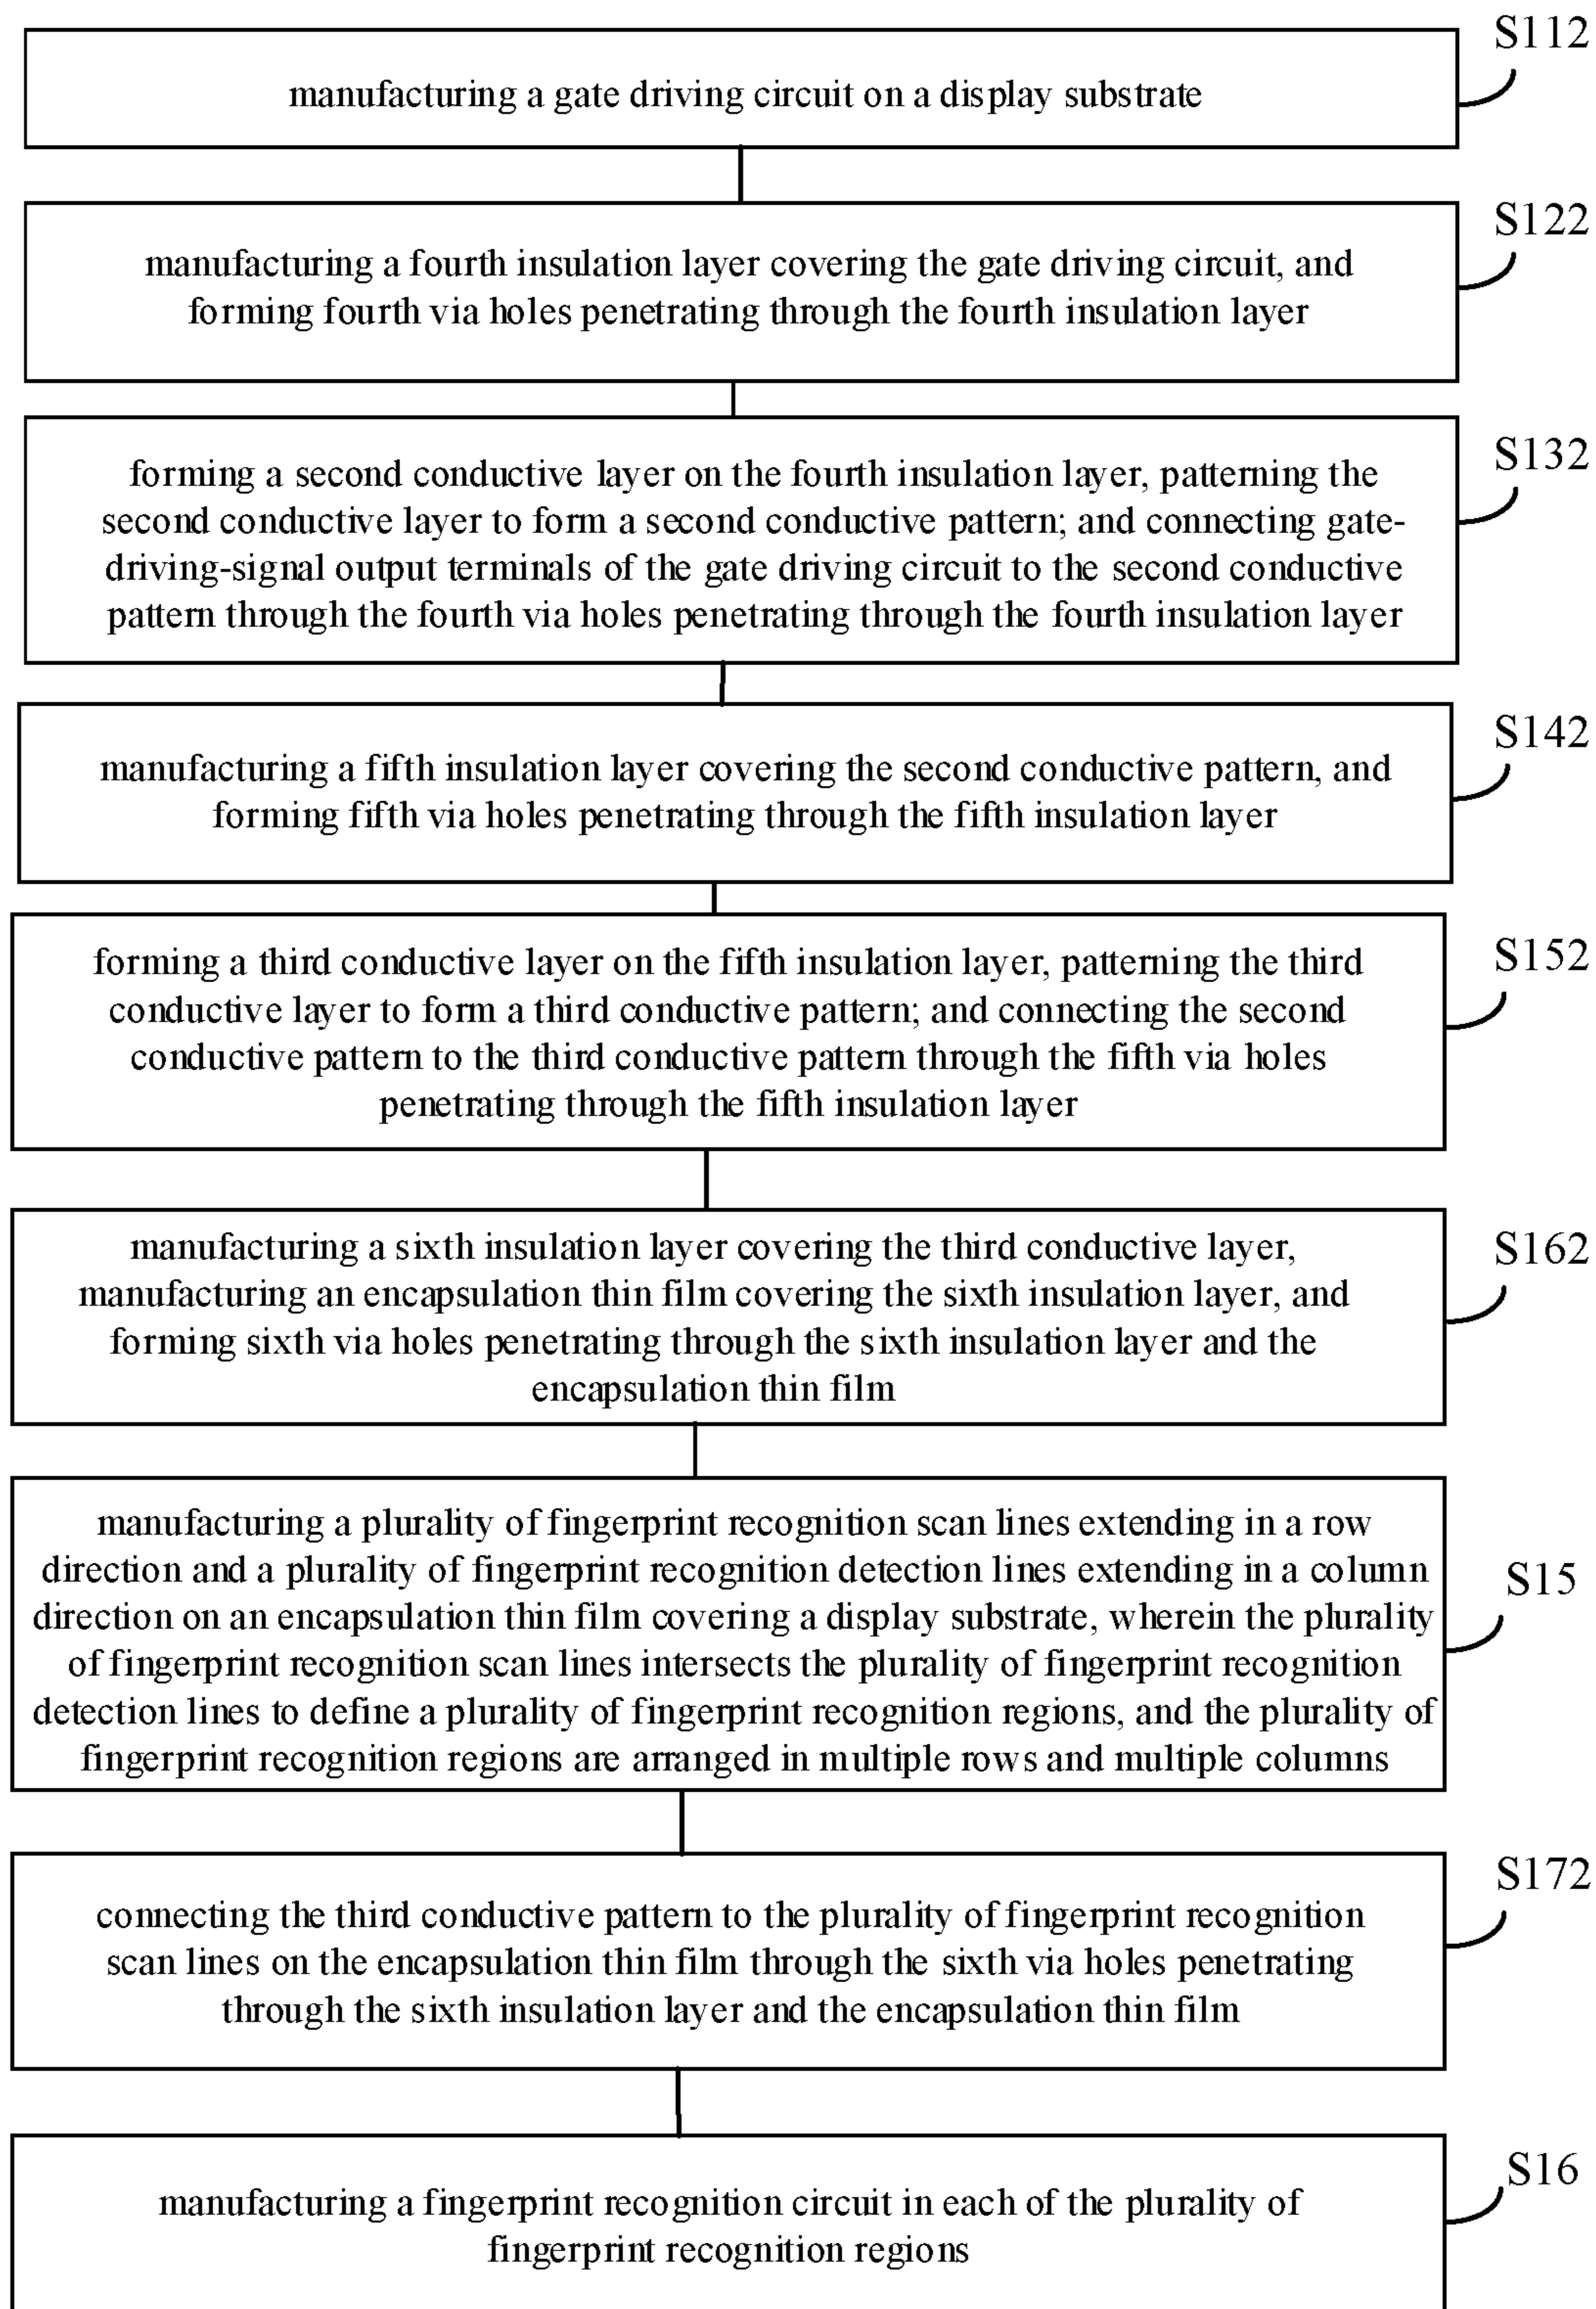 S112
manufacturing a gate driving circuit on a display substrate
S122
manufacturing a fourth insulation layer covering the gate driving circuit, and
forming fourth via holes penetrating through the fourth insulation layer
S132
forming a second conductive layer on the fourth insulation layer, patterning the
second conductive layer to form a second conductive pattern; and connecting gate-
driving-signal output terminals of the gate driving circuit to the second conductive
pattern through the fourth via holes penetrating through the fourth insulation layer
S142
manufacturing a fifth insulation layer covering the second conductive pattern, and
forming fifth via holes penetrating through the fifth insulation layer
S152
forming a third conductive layer on the fifth insulation layer, patterning the third
conductive layer to form a third conductive pattern; and connecting the second
conductive pattern to the third conductive pattern through the fifth via holes
penetrating through the fifth insulation layer
S162
manufacturing a sixth insulation layer covering the third conductive layer,
manufacturing an encapsulation thin film covering the sixth insulation layer, and
forming sixth via holes penetrating through the sixth insulation layer and the
encapsulation thin film
S15
manufacturing a plurality of fingerprint recognition scan lines extending in a row
direction and a plurality of fingerprint recognition detection lines extending in a column
direction on an encapsulation thin film covering a display substrate, wherein the plurality
of fingerprint recognition scan lines intersects the plurality of fingerprint recognition
detection lines to define a plurality of fingerprint recognition regions, and the plurality of
fingerprint recognition regions are arranged in multiple rows and multiple columns
S172
connecting the third conductive pattern to the plurality of fingerprint recognition
scan lines on the encapsulation thin film through the sixth via holes penetrating
through the sixth insulation layer and the encapsulation thin film
S16
manufacturing a fingerprint recognition circuit in each of the plurality of
fingerprint recognition regions